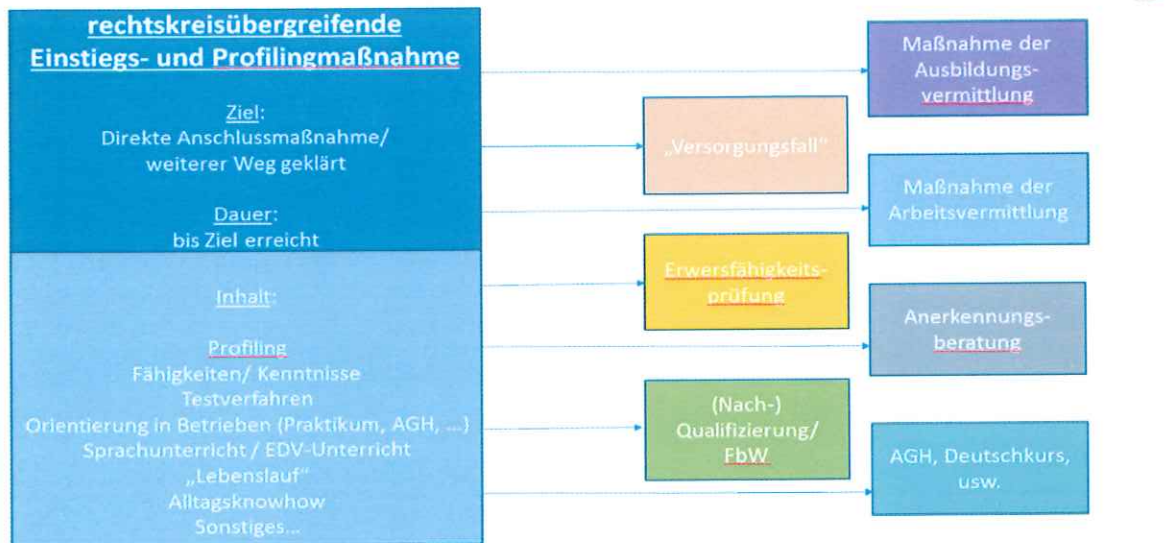 rechtskreisübergreifende
Einstiegs- und Profilingmaßnahme
Ziel:
Direkte Anschlussmaßnahme/
weiterer Weg geklärt
Dauer:
bis Ziel erreicht
Inhalt:
Profiling
Fähigkeiten/ Kenntnisse
Testverfahren
Orientierung in Betrieben (Praktikum, AGH, ...)
Sprachunterricht / EDV-Unterricht
„Lebenslauf"
Alltagsknowhow
Sonstiges...
Maßnahme der
Ausbildungs-
vermittlung
„Versorgungsfall"
Maßnahme der
Arbeitsvermittlung
Erwersfähigkeits-
prüfung
Anerkennungs-
beratung
(Nach-)
Qualifizierung/
FbW
AGH, Deutschkurs,
usw.